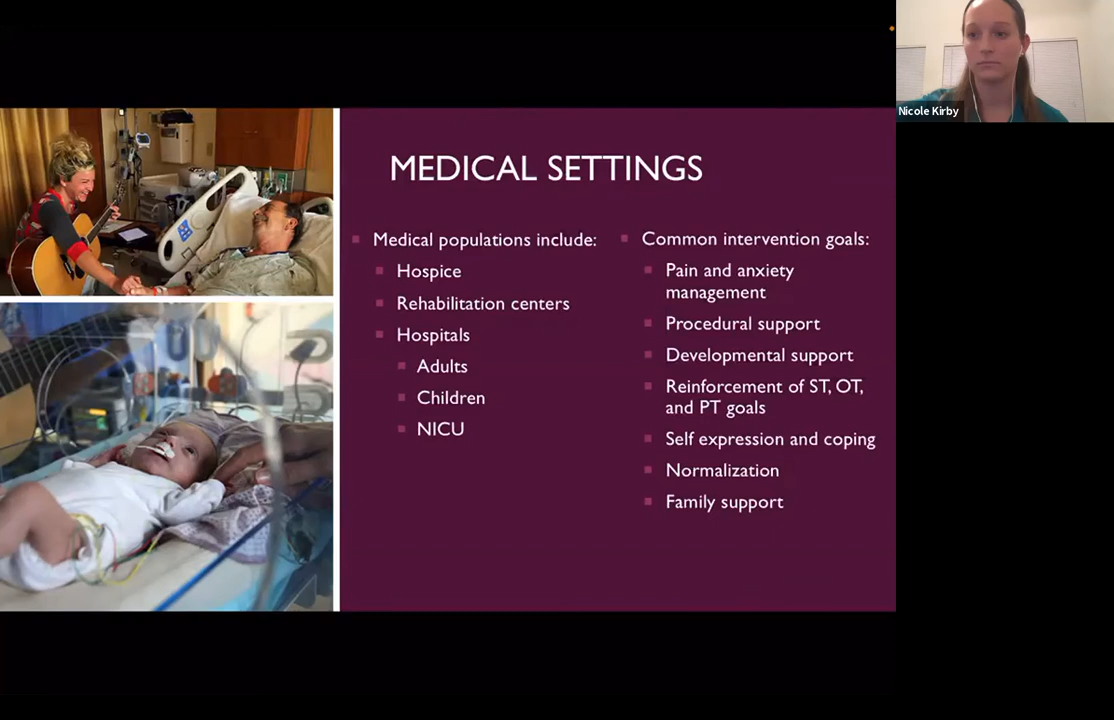 Nicole Kirby
MEDICAL SETTINGS
Medical populations include:
Hospice
Rehabilitation centers
Hospitals
Adults
Children
NICU
Common intervention goals:
Pain and anxiety
management
Procedural support
Developmental support
Reinforcement of ST, OT,
and PT goals
Self expression and coping
Normalization
Family support